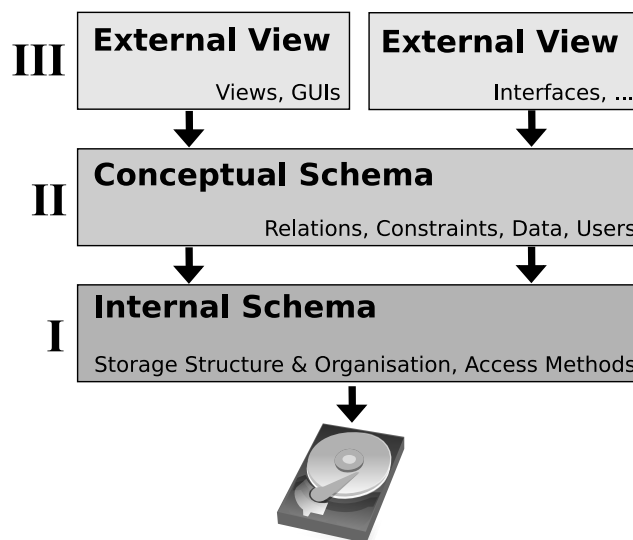 III
External View
Views, GUIs
External View
Interfaces, ...
II
Conceptual Schema
Relations, Constraints, Data, Users
I
Internal Schema
Storage Structure & Organisation, Access Methods